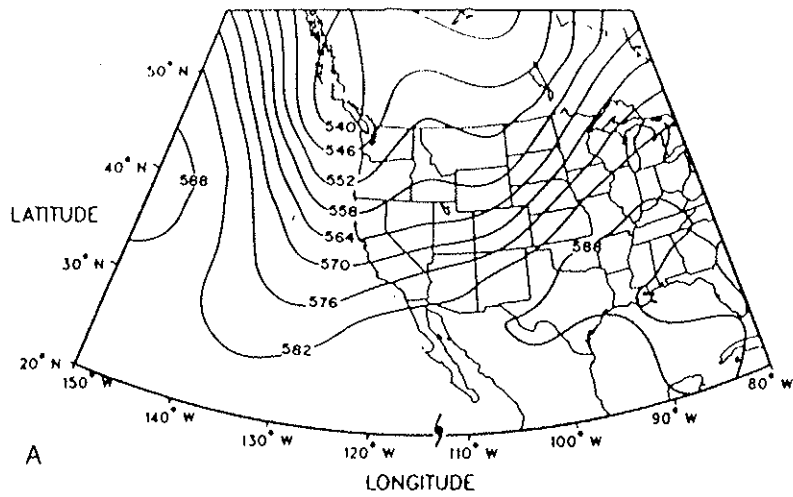 50° N
540
546
40° N
552
588
558
LATITUDE
564
588
570
30° N
576
582
20° N
150° W
80° W
140° W
90° W
130° W
100° W
120° W
110° W
A
LONGITUDE